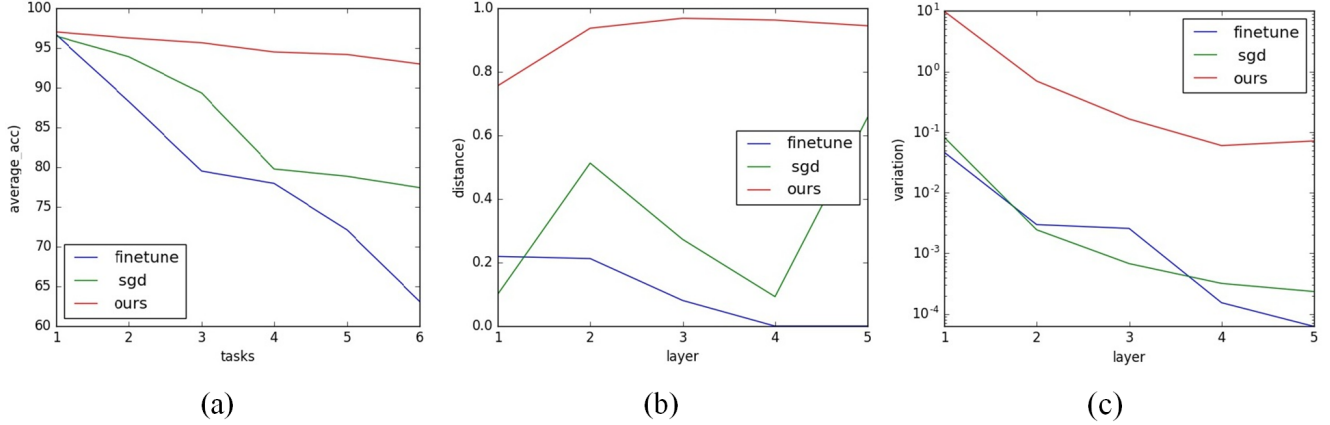 100
95
90
85
80
75
70
65
60
average_acc)
finetune
sgd
ours
1 2 3 4 5 6
tasks
(a)
1.0
0.8
0.6
0.4
0.2
0.0
distance)
finetune
sgd
ours
1 2 3 4 5
layer
(b)
10¹
10⁰
10⁻¹
10⁻²
10⁻³
10⁻⁴
variation)
finetune
sgd
ours
1 2 3 4 5
layer
(c)